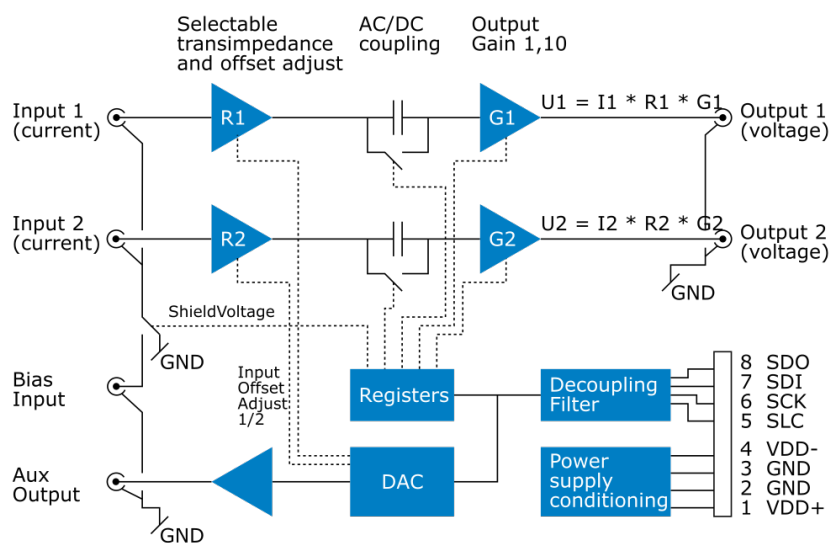 Selectable
transimpedance
and offset adjust
AC/DC
coupling
Output
Gain 1,10
Input 1
(current)
R1
G1
U1 = I1 * R1 * G1
Output 1
(voltage)
Input 2
(current)
R2
G2
U2 = I2 * R2 * G2
Output 2
(voltage)
GND
ShieldVoltage
GND
Bias
Input
Input
Offset
Adjust
1/2
Registers
Decoupling
Filter
8 SDO
7 SDI
6 SCK
5 SLC
Aux
Output
DAC
Power
supply
conditioning
4 VDD-
3 GND
2 GND
1 VDD+
GND